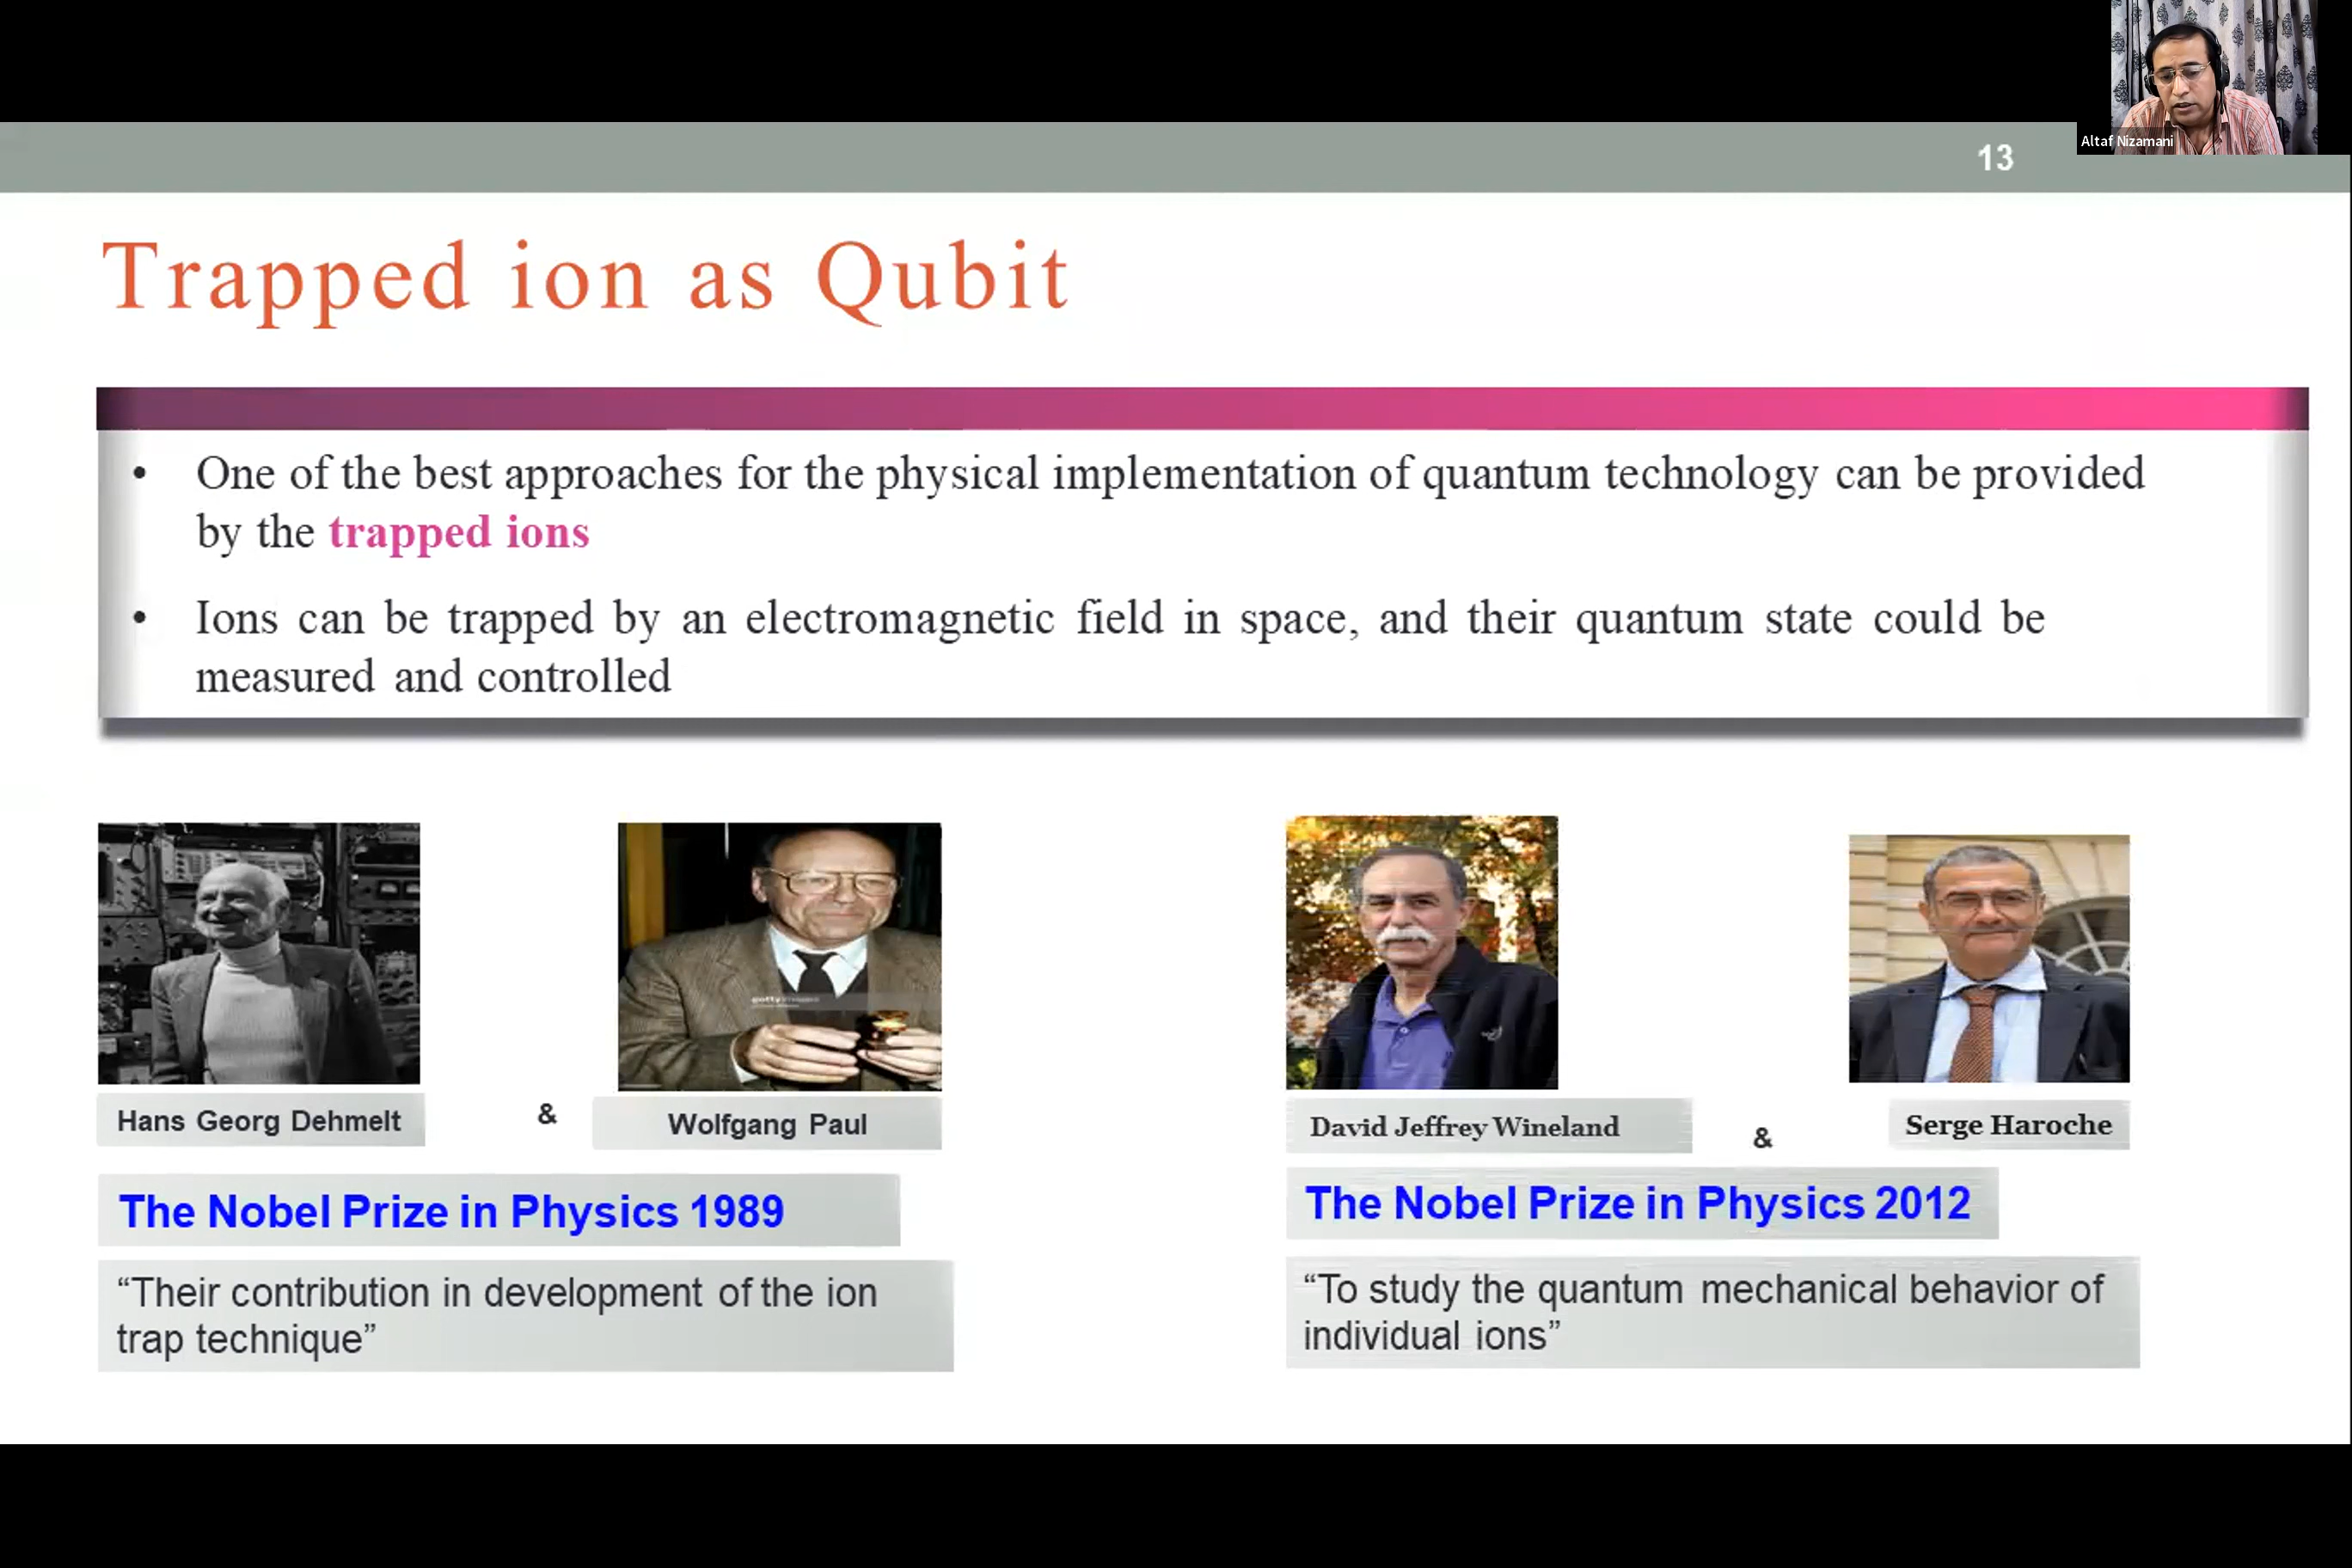 Altaf Nizamani
13
Trapped ion as Qubit
• One of the best approaches for the physical implementation of quantum technology can be provided
by the trapped ions
• Ions can be trapped by an electromagnetic field in space, and their quantum state could be
measured and controlled
gettyimages
Hans Georg Dehmelt
&
Wolfgang Paul
The Nobel Prize in Physics 1989
“Their contribution in development of the ion
trap technique”
David Jeffrey Wineland
&
Serge Haroche
The Nobel Prize in Physics 2012
“To study the quantum mechanical behavior of
individual ions”